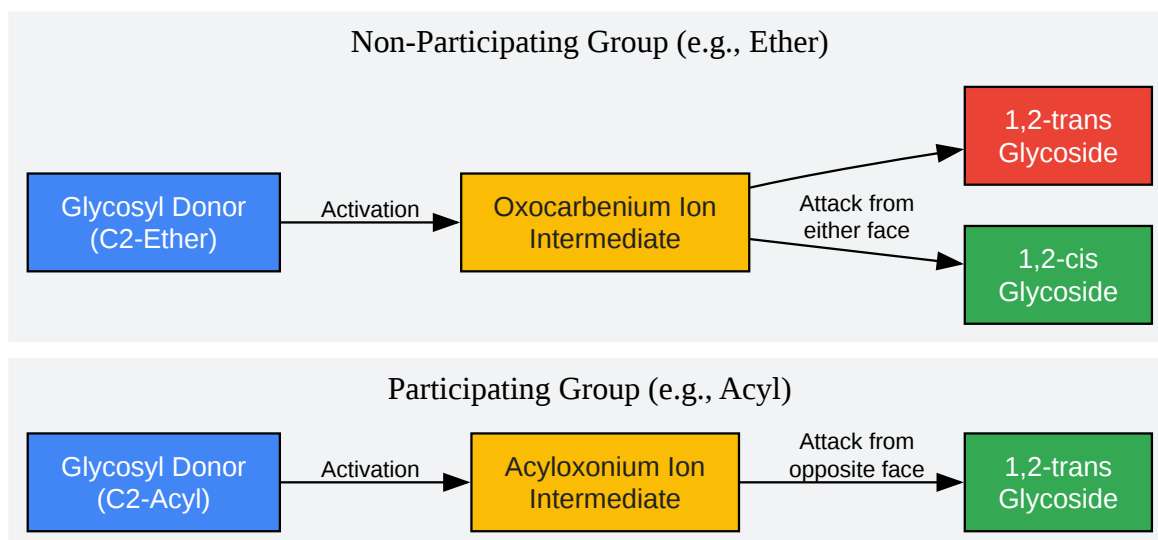 Non-Participating Group (e.g., Ether)
Glycosyl Donor
(C2-Ether)
Activation
Oxocarbenium Ion
Intermediate
Attack from
either face
1,2-trans
Glycoside
1,2-cis
Glycoside
Participating Group (e.g., Acyl)
Glycosyl Donor
(C2-Acyl)
Activation
Acyloxonium Ion
Intermediate
Attack from
opposite face
1,2-trans
Glycoside